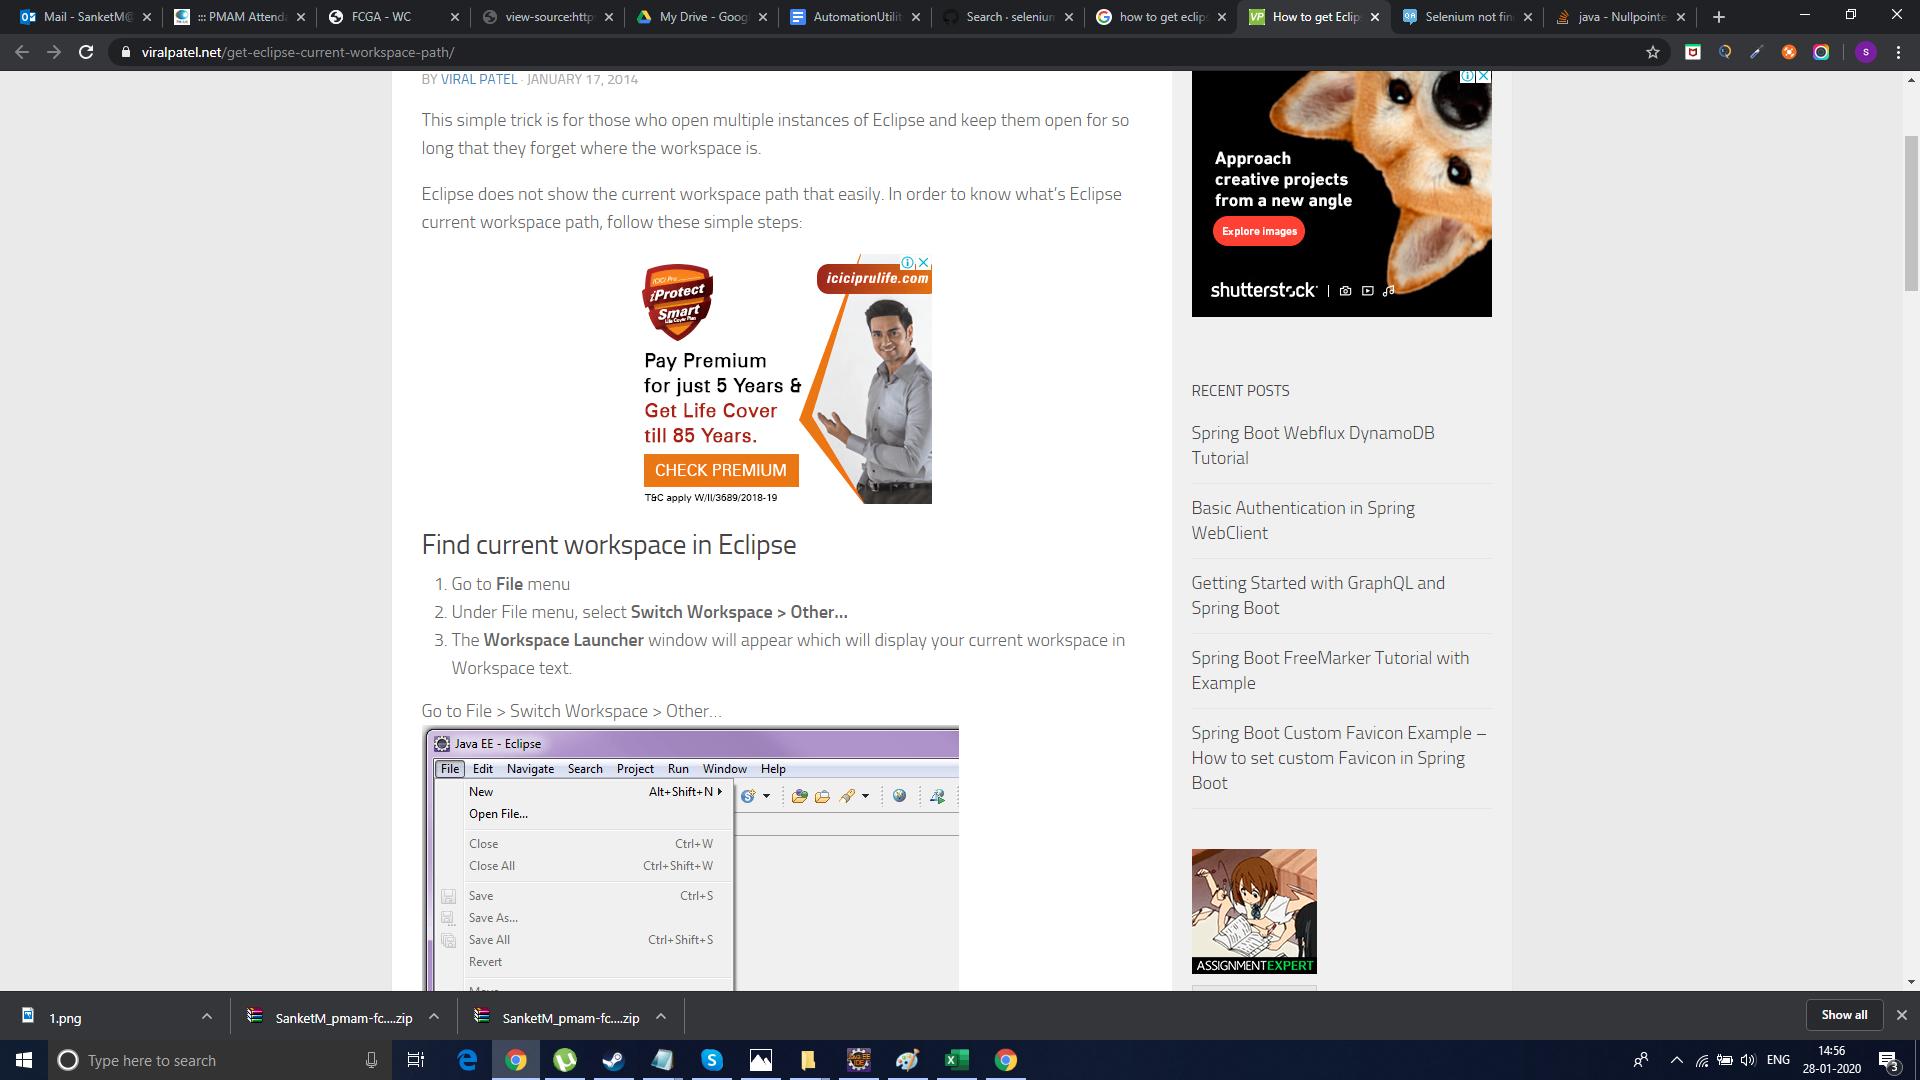 Mail - SanketM@
::: PMAM Attenda
FCGA - WC
view-source:http
My Drive - Goog
AutomationUtilit
Search · seleniun
how to get eclips
How to get Eclip
Selenium not fin
java - Nullpointe
viralpatel.net/get-eclipse-current-workspace-path/
S
BY VIRAL PATEL · JANUARY 17, 2014
This simple trick is for those who open multiple instances of Eclipse and keep them open for so
long that they forget where the workspace is.
Eclipse does not show the current workspace path that easily. In order to know what's Eclipse
current workspace path, follow these simple steps:
iProtect
Smart
iciciprulife.com
Pay Premium
for just 5 Years &
Get Life Cover
till 85 Years.
CHECK PREMIUM
T&C apply W/II/3689/2018-19
Find current workspace in Eclipse
1. Go to File menu
2. Under File menu, select Switch Workspace > Other…
3. The Workspace Launcher window will appear which will display your current workspace in
Workspace text.
Go to File > Switch Workspace > Other…
Java EE - Eclipse
File Edit Navigate Search Project Run Window Help
New Alt+Shift+N
Open File...
Close Ctrl+W
Close All Ctrl+Shift+W
Save Ctrl+S
Save As...
Save All Ctrl+Shift+S
Revert
Approach
creative projects
from a new angle
Explore images
shutterstock
RECENT POSTS
Spring Boot Webflux DynamoDB
Tutorial
Basic Authentication in Spring
WebClient
Getting Started with GraphQL and
Spring Boot
Spring Boot FreeMarker Tutorial with
Example
Spring Boot Custom Favicon Example –
How to set custom Favicon in Spring
Boot
ASSIGNMENT EXPERT
1.png
SanketM_pmam-fc....zip
SanketM_pmam-fc....zip
Show all
Type here to search
ENG
14:56
28-01-2020
3